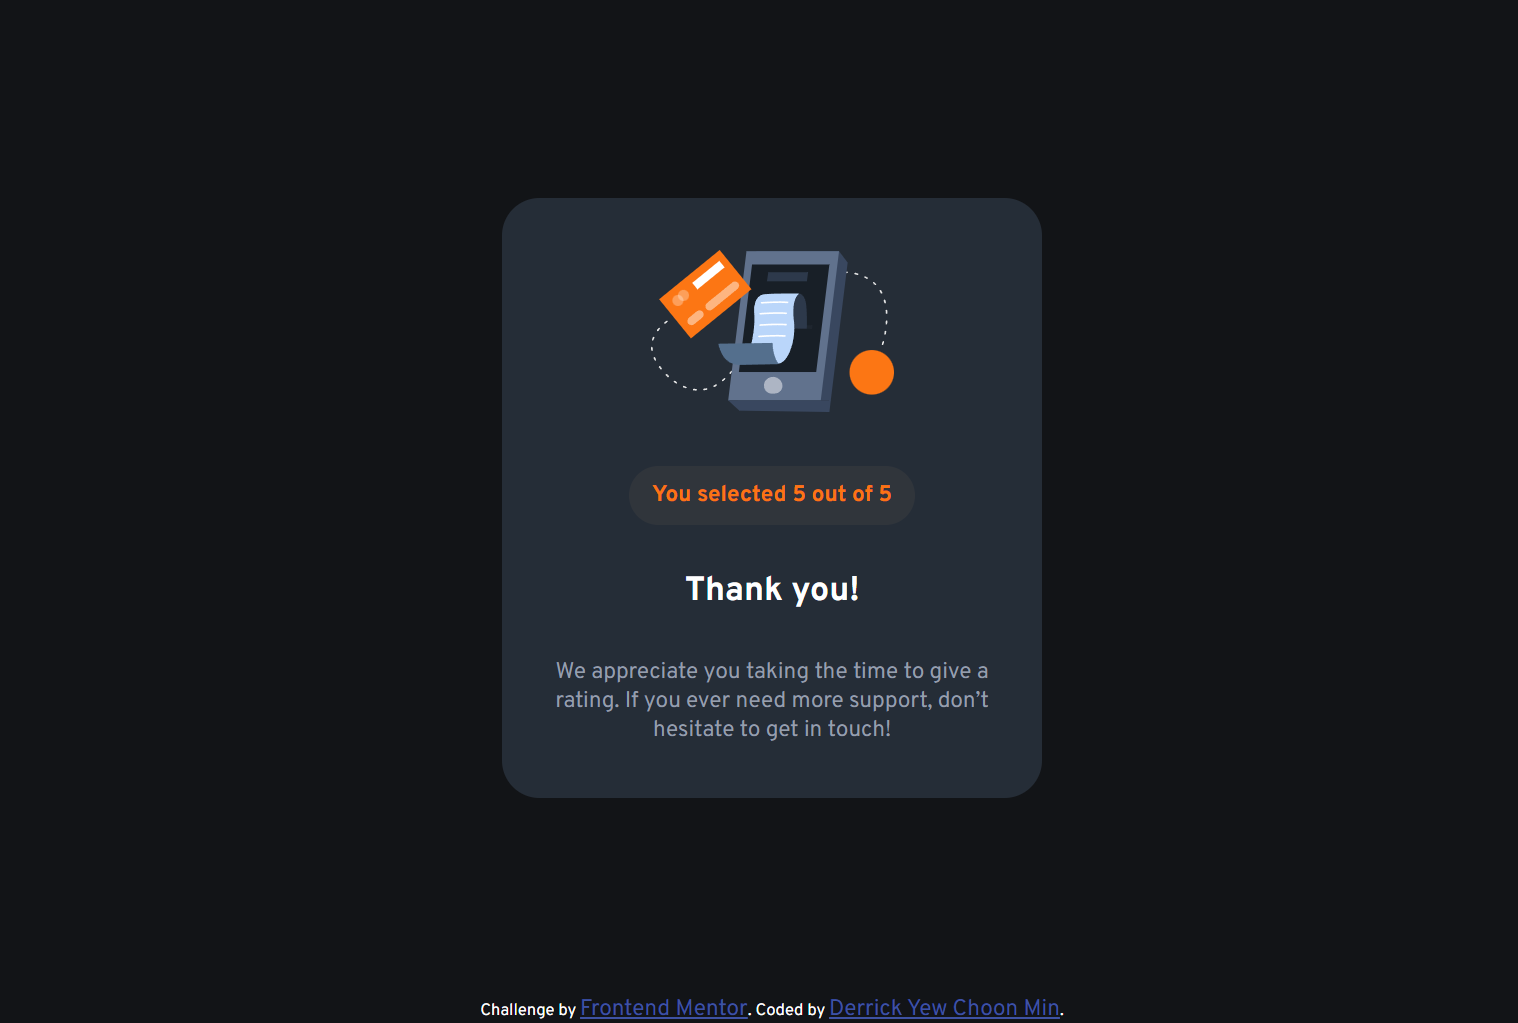 You selected 5 out of 5
Thank you!
We appreciate you taking the time to give a
rating. If you ever need more support, don’t
hesitate to get in touch!
Challenge by Frontend Mentor. Coded by Derrick Yew Choon Min.